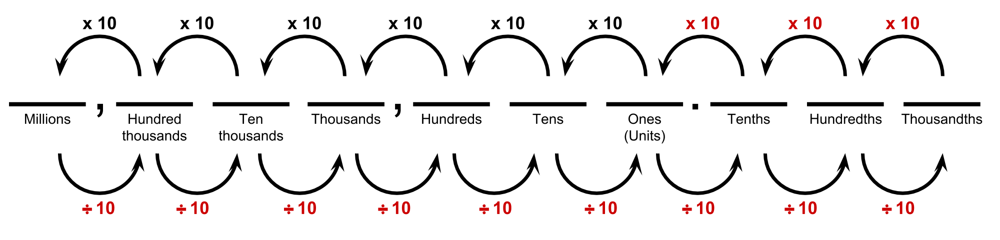 x 10 x 10 x 10 x 10 x 10 x 10 x 10 x 10 x 10
, , .
Millions Hundred thousands Ten thousands Thousands Hundreds Tens Ones (Units) Tenths Hundredths Thousandths
÷ 10 ÷ 10 ÷ 10 ÷ 10 ÷ 10 ÷ 10 ÷ 10 ÷ 10 ÷ 10